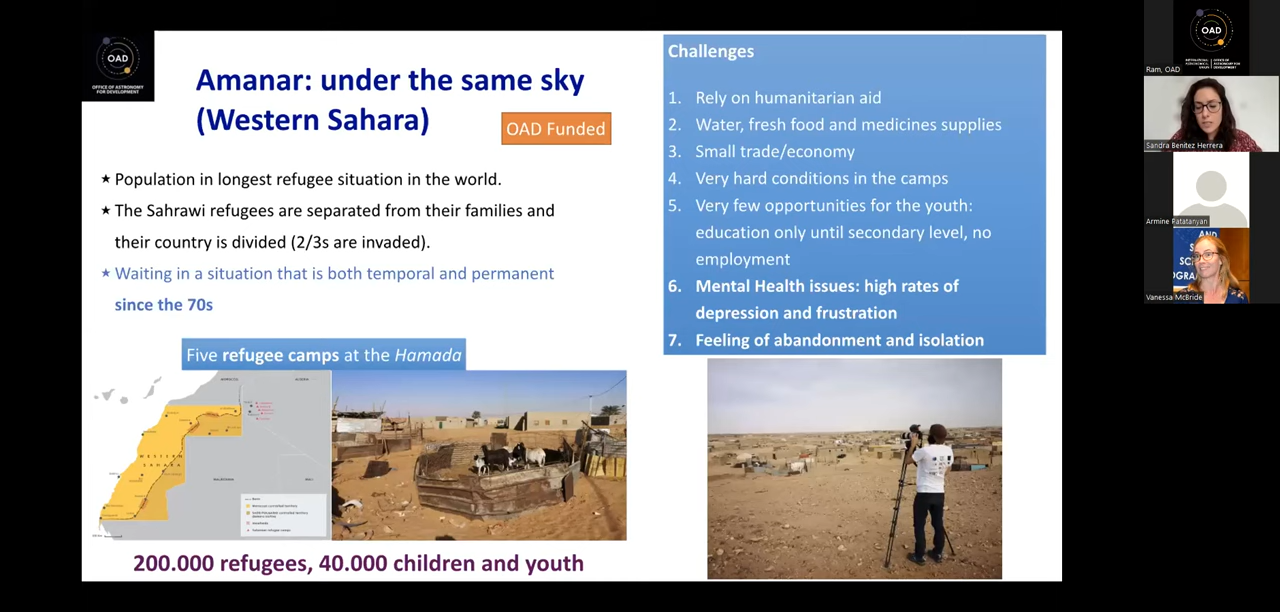 OAD
OFFICE OF ASTRONOMY
FOR DEVELOPMENT
Amanar: under the same sky
(Western Sahara)
OAD Funded
★ Population in longest refugee situation in the world.
★ The Sahrawi refugees are separated from their families and
their country is divided (2/3s are invaded).
★ Waiting in a situation that is both temporal and permanent
since the 70s
Five refugee camps at the Hamada
WESTERN
SAHARA
200.000 refugees, 40.000 children and youth
Challenges
1. Rely on humanitarian aid
2. Water, fresh food and medicines supplies
3. Small trade/economy
4. Very hard conditions in the camps
5. Very few opportunities for the youth:
education only until secondary level, no
employment
6. Mental Health issues: high rates of
depression and frustration
7. Feeling of abandonment and isolation
OAD
Ram, OAD
Sandra Benitez Herrera
Armine Patatanyan
Vanessa McBride